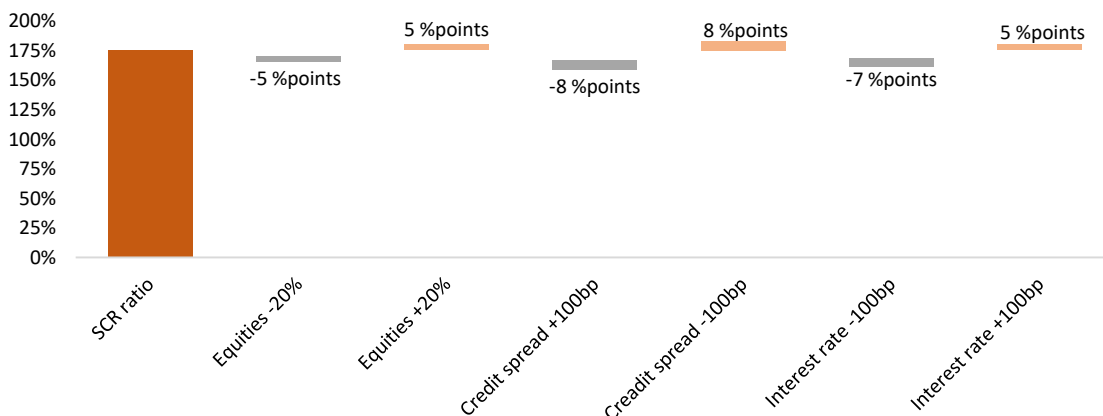 200%
175%
150%
125%
100%
75%
50%
25%
0%
5 %points
8 %points
5 %points
-5 %points
-8 %points
-7 %points
SCR ratio
Equities -20%
Equities +20%
Credit spread +100bp
Creadit spread -100bp
Interest rate -100bp
Interest rate +100bp